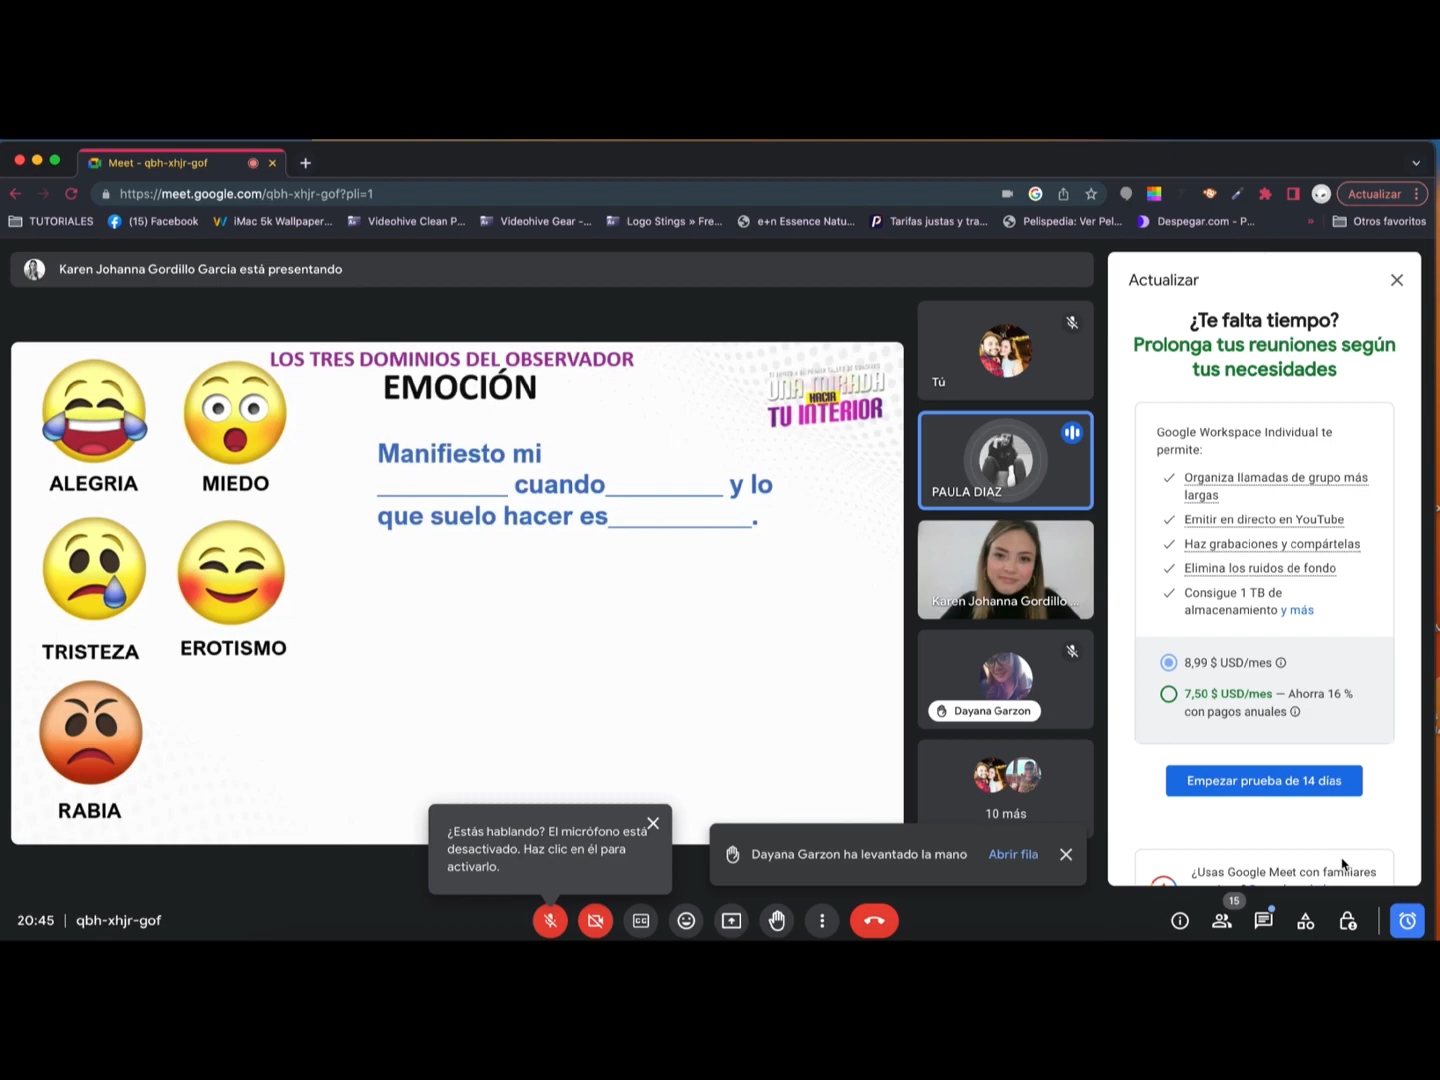 Meet - qbh-xhjr-gof
https://meet.google.com/qbh-xhjr-gof?pli=1
Actualizar
TUTORIALES
(15) Facebook
iMac 5k Wallpaper...
Videohive Clean P...
Videohive Gear -...
Logo Stings » Fre...
e+n Essence Natu...
Tarifas justas y tra...
Pelispedia: Ver Pel...
Despegar.com - P...
Otros favoritos
Karen Johanna Gordillo Garcia está presentando
LOS TRES DOMINIOS DEL OBSERVADOR
EMOCIÓN
UNA MIRADA
HACIA
TU INTERIOR
Manifiesto mi
_________ cuando________ y lo
que suelo hacer es__________.
ALEGRIA
MIEDO
TRISTEZA
EROTISMO
RABIA
Tú
PAULA DIAZ
Karen Johanna Gordillo ...
Dayana Garzon
10 más
Actualizar
¿Te falta tiempo?
Prolonga tus reuniones según
tus necesidades
Google Workspace Individual te
permite:
Organiza llamadas de grupo más
largas
Emitir en directo en YouTube
Haz grabaciones y compártelas
Elimina los ruidos de fondo
Consigue 1 TB de
almacenamiento y más
8,99 $ USD/mes
7,50 $ USD/mes — Ahorra 16 %
con pagos anuales
Empezar prueba de 14 días
¿Usas Google Meet con familiares
¿Estás hablando? El micrófono está
desactivado. Haz clic en él para
activarlo.
Dayana Garzon ha levantado la mano
Abrir fila
20:45 | qbh-xhjr-gof
CC
15